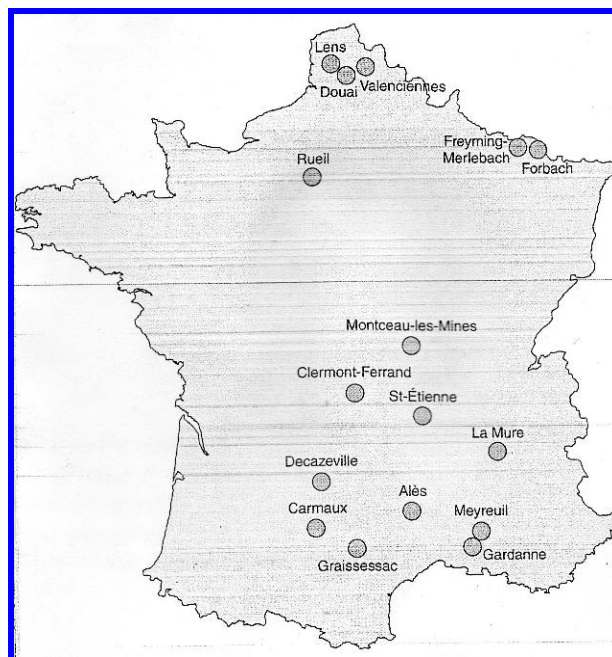 Lens
Valenciennes
Douai
Freyming-
Merlebach
Forbach
Rueil
Montceau-les-Mines
Clermont-Ferrand
St-Étienne
La Mure
Decazeville
Alès
Carmaux
Meyreuil
Gardanne
Graissessac